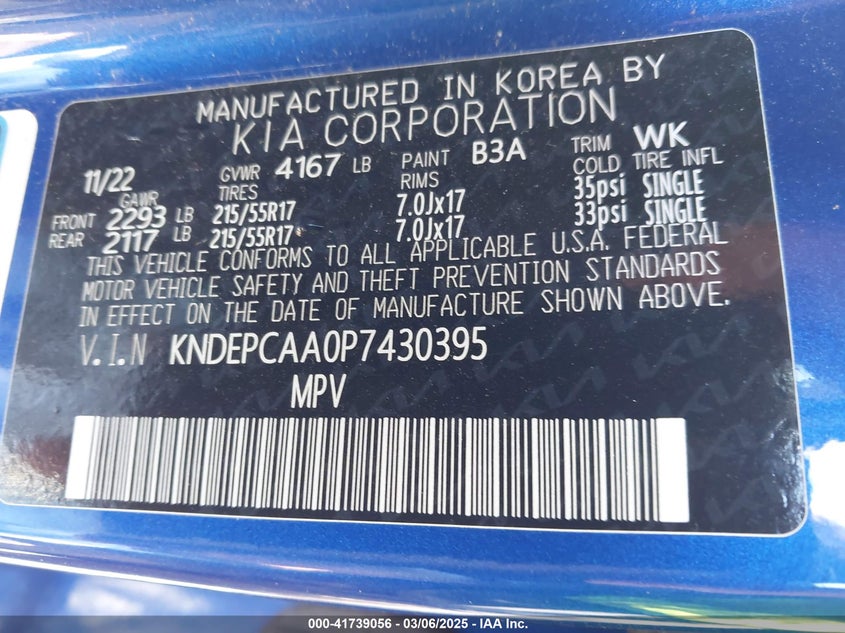 MANUFACTURED IN KOREA BY
KIA CORPORATION
11/22 GVWR 4167 LB PAINT B3A TRIM WK
GAWR TIRES RIMS COLD TIRE INFL
FRONT 2293 LB 215/55R17 7.0Jx17 35psi SINGLE
REAR 2117 LB 215/55R17 7.0Jx17 33psi SINGLE
THIS VEHICLE CONFORMS TO ALL APPLICABLE U.S.A. FEDERAL
MOTOR VEHICLE SAFETY AND THEFT PREVENTION STANDARDS
IN EFFECT ON THE DATE OF MANUFACTURE SHOWN ABOVE.
V.I.N KNDEPCAA0P7430395
MPV
000-41739056 - 03/06/2025 - IAA Inc.